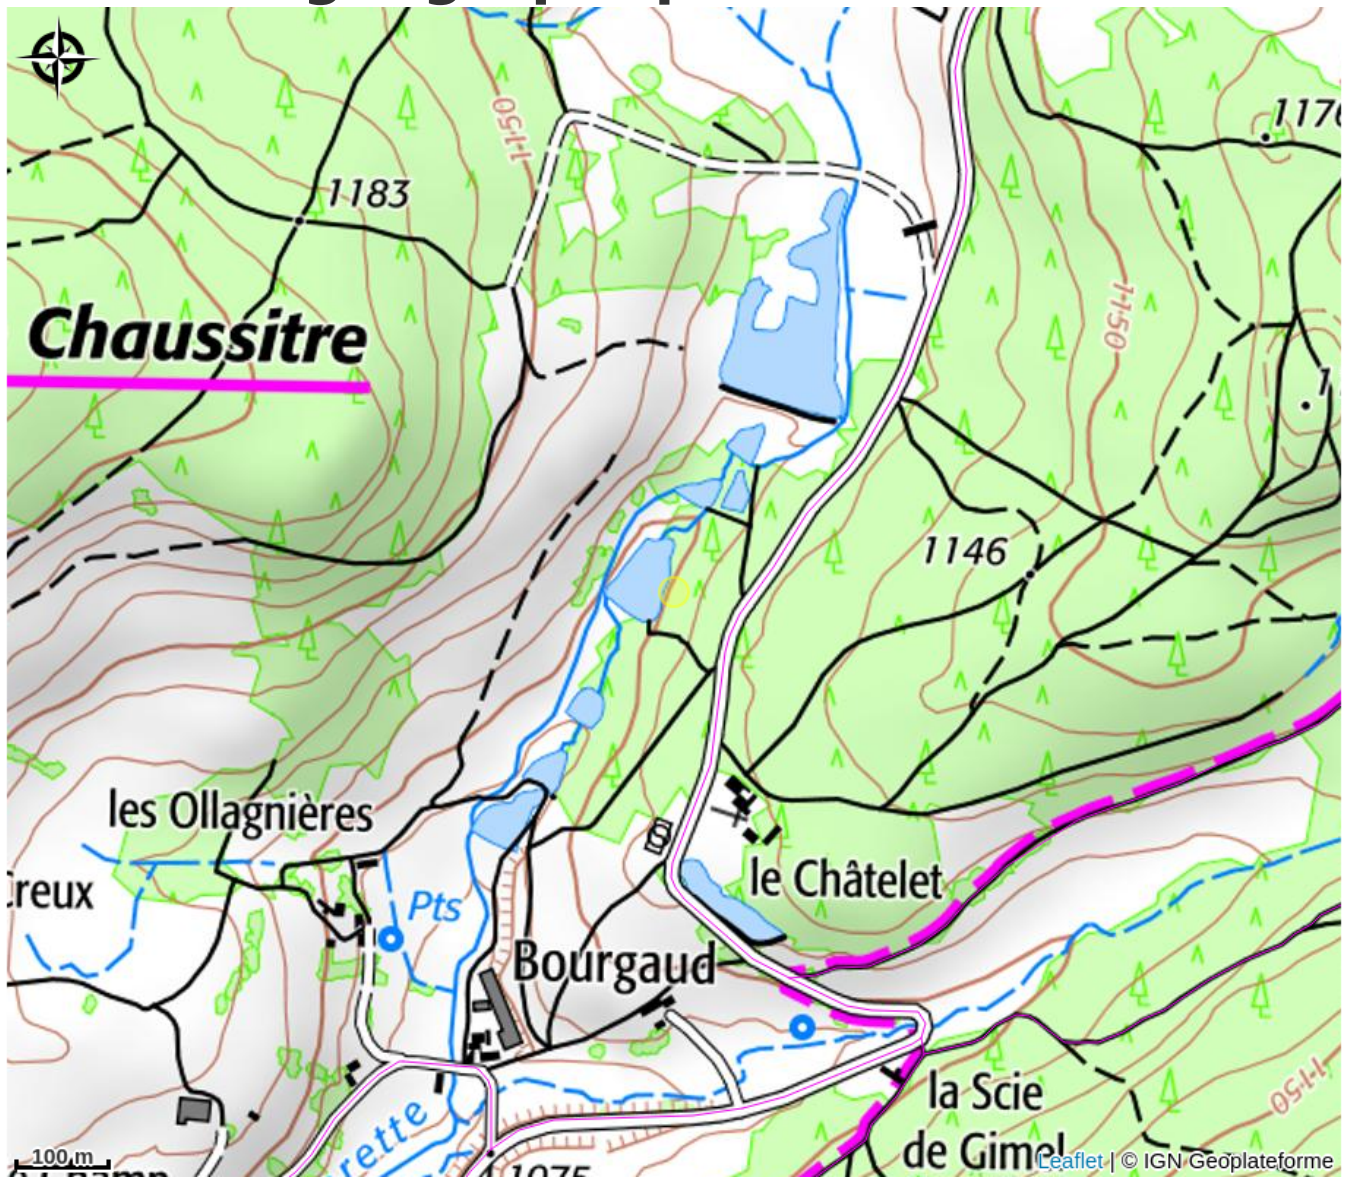 1176
1150
1183
1150
Chaussitre
1146
les Ollagnières
le Châtelet
creux
Pts
Bourgaud
la Scie
de Gimel
1150
rette
1075
100 m
Leaflet | © IGN Geoplateforme